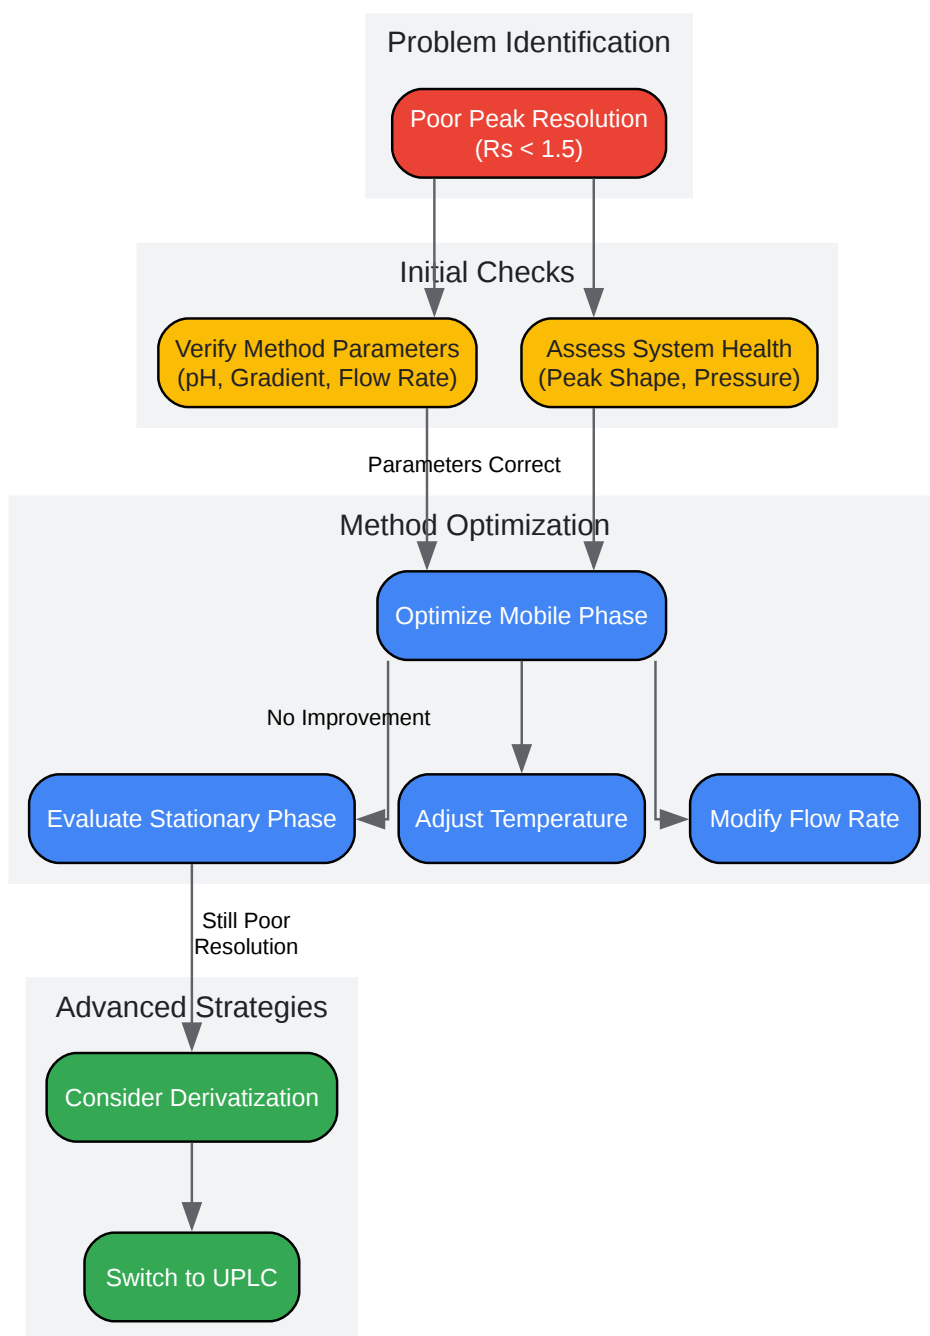 Problem Identification
Poor Peak Resolution
(Rs < 1.5)
Initial Checks
Verify Method Parameters
(pH, Gradient, Flow Rate)
Assess System Health
(Peak Shape, Pressure)
Parameters Correct
Method Optimization
Optimize Mobile Phase
No Improvement
Evaluate Stationary Phase
Adjust Temperature
Modify Flow Rate
Still Poor
Resolution
Advanced Strategies
Consider Derivatization
Switch to UPLC